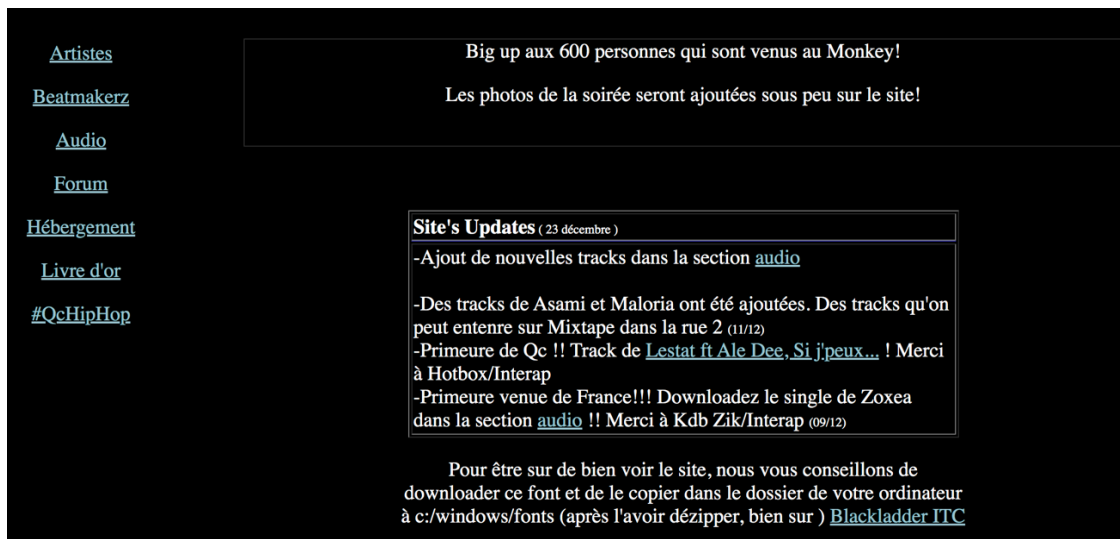 Artistes
Beatmakerz
Audio
Forum
Hébergement
Livre d'or
#QcHipHop
Big up aux 600 personnes qui sont venus au Monkey!
Les photos de la soirée seront ajoutées sous peu sur le site!
Site's Updates ( 23 décembre )
-Ajout de nouvelles tracks dans la section audio
-Des tracks de Asami et Maloria ont été ajoutées. Des tracks qu'on
peut entenre sur Mixtape dans la rue 2 (11/12)
-Primeure de Qc !! Track de Lestat ft Ale Dee, Si j'peux... ! Merci
à Hotbox/Interap
-Primeure venue de France!!! Downloadez le single de Zoxea
dans la section audio !! Merci à Kdb Zik/Interap (09/12)
Pour être sur de bien voir le site, nous vous conseillons de
downloader ce font et de le copier dans le dossier de votre ordinateur
à c:/windows/fonts (après l'avoir dézipper, bien sur ) Blackladder ITC